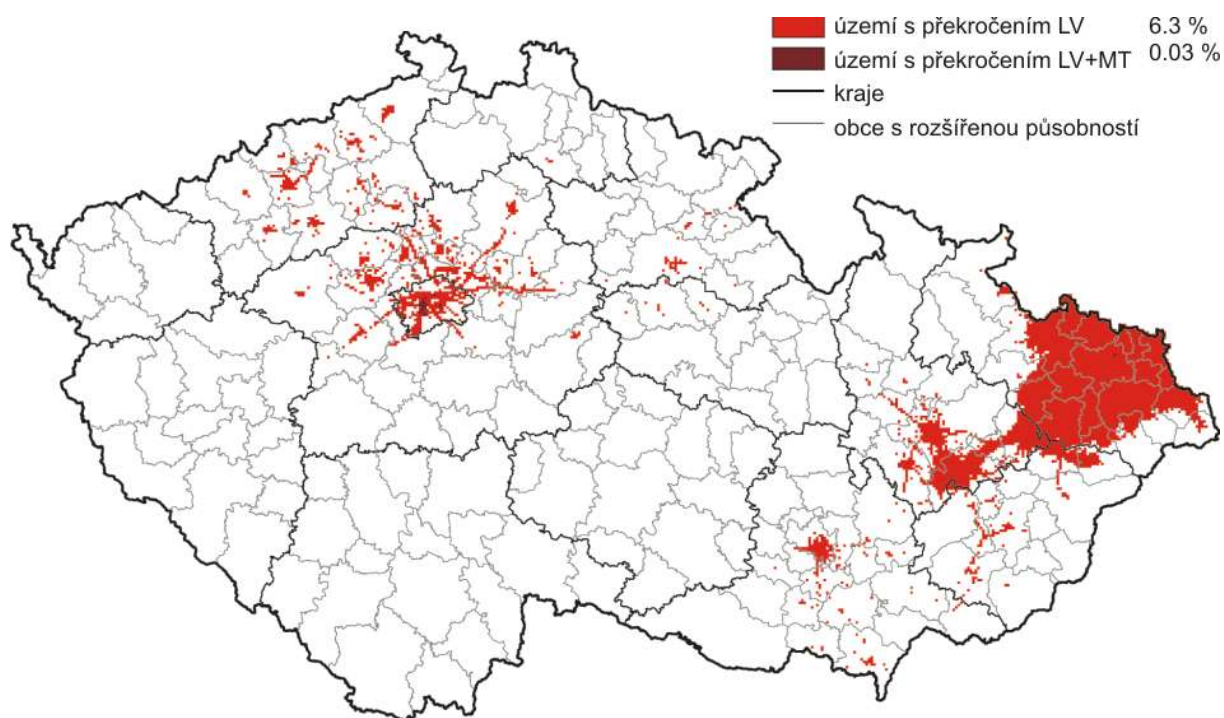 území s překročením LV 6.3 %
území s překročením LV+MT 0.03 %
kraje
obce s rozšířenou působností